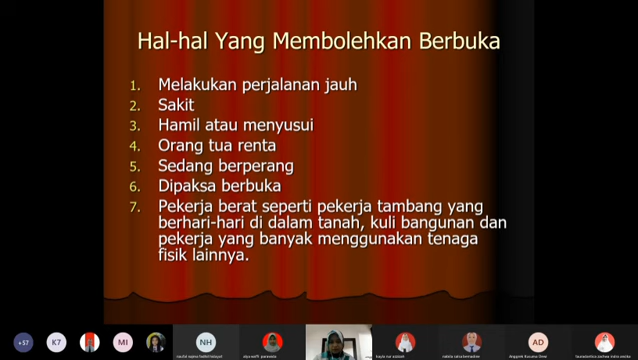 Hal-hal Yang Membolehkan Berbuka
1. Melakukan perjalanan jauh
2. Sakit
3. Hamil atau menyusui
4. Orang tua renta
5. Sedang berperang
6. Dipaksa berbuka
7. Pekerja berat seperti pekerja tambang yang
berhari-hari di dalam tanah, kuli bangunan dan
pekerja yang banyak menggunakan tenaga
fisik lainnya.
+57
K7
MI
NH
AD